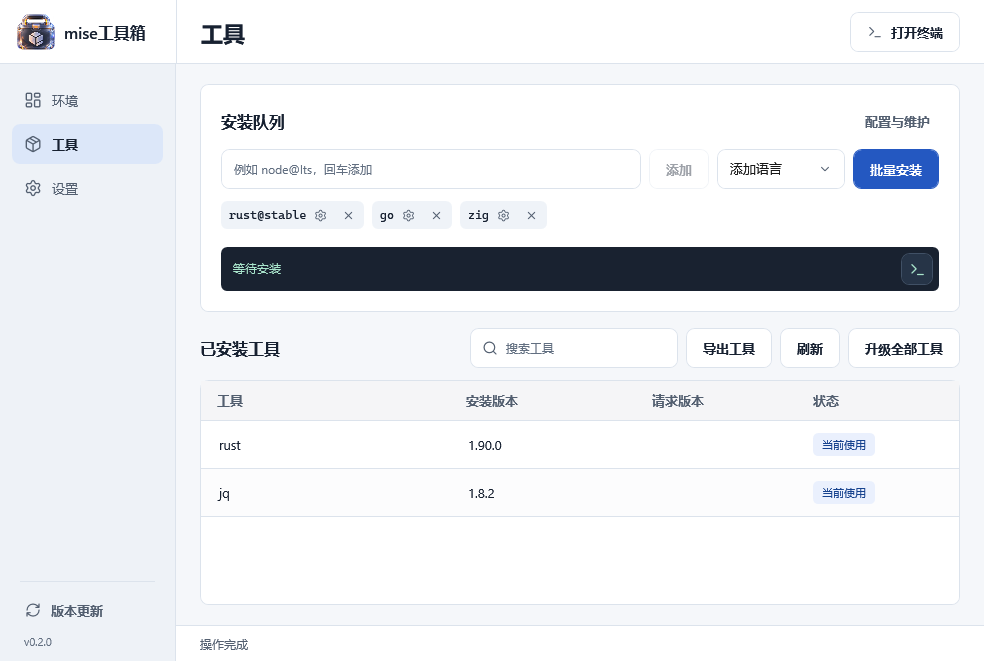 mise工具箱
工具
打开终端
环境
工具
设置
安装队列
配置与维护
例如 node@lts，回车添加
添加
添加语言
批量安装
rust@stable
go
zig
等待安装
已安装工具
搜索工具
导出工具
刷新
升级全部工具
工具 安装版本 请求版本 状态
rust 1.90.0 当前使用
jq 1.8.2 当前使用
版本更新
v0.2.0
操作完成